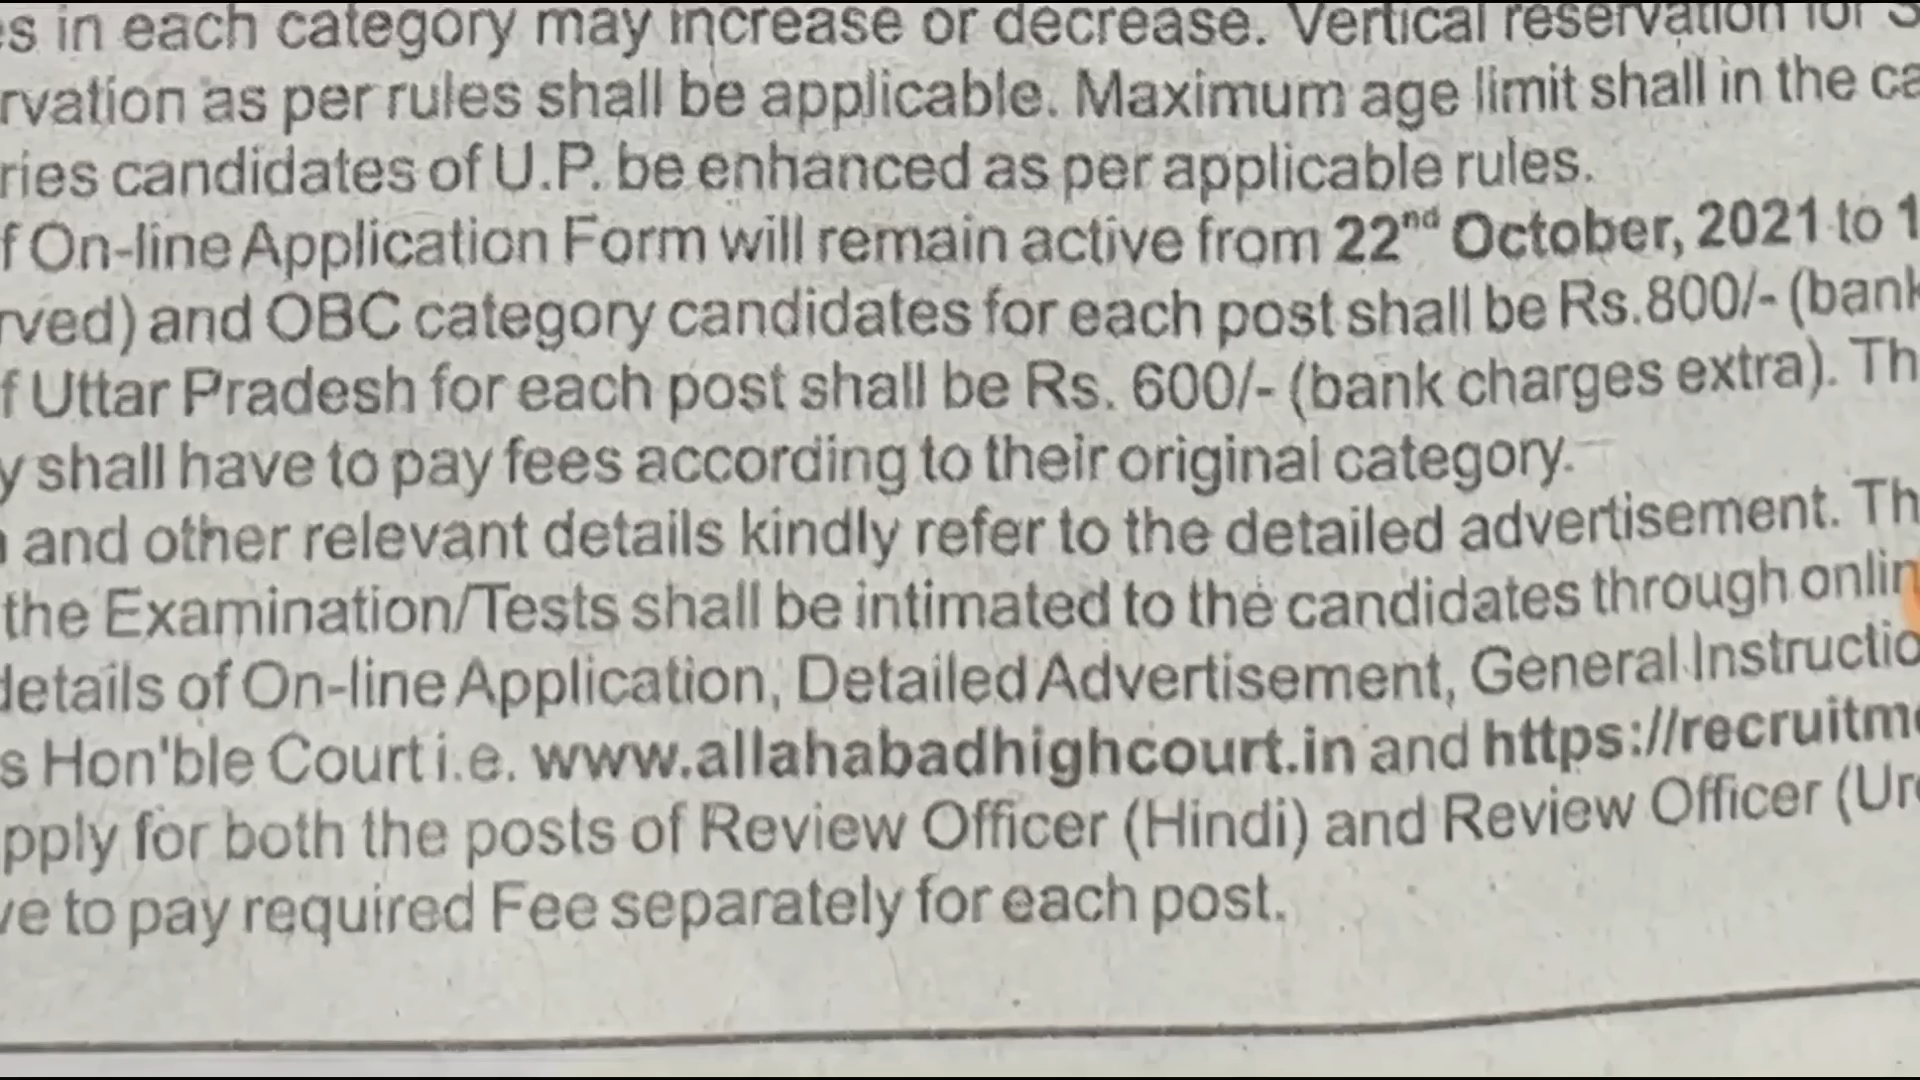 es in each category may increase or decrease. Vertical reservation for S
rvation as per rules shall be applicable. Maximum age limit shall in the ca
ries candidates of U.P. be enhanced as per applicable rules.
f On-line Application Form will remain active from 22nd October, 2021 to 1
rved) and OBC category candidates for each post shall be Rs.800/- (bank
f Uttar Pradesh for each post shall be Rs. 600/- (bank charges extra). Th
y shall have to pay fees according to their original category.
and other relevant details kindly refer to the detailed advertisement. Th
the Examination/Tests shall be intimated to the candidates through onlin
details of On-line Application, Detailed Advertisement, General Instructio
s Hon'ble Court i.e. www.allahabadhighcourt.in and https://recruitme
pply for both the posts of Review Officer (Hindi) and Review Officer (Urd
ve to pay required Fee separately for each post.